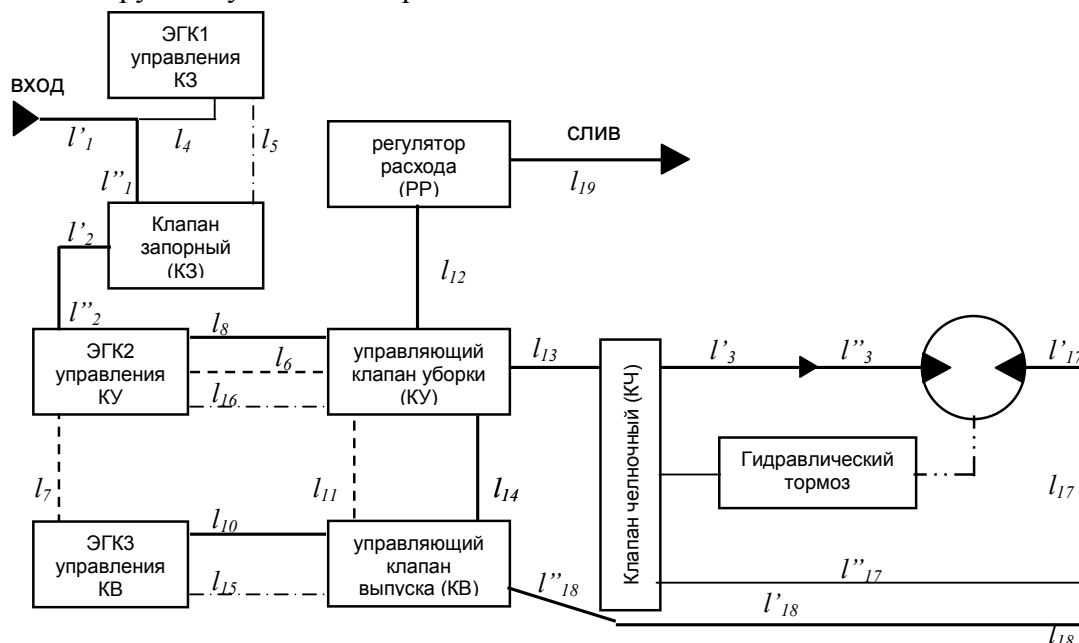 ЭГК1
управления
КЗ
вход
l'1
l4
l5
l''1
регулятор
расхода
(РР)
слив
l19
l'2
Клапан
запорный
(КЗ)
l12
l''2
ЭГК2
управления
КУ
l8
l6
l16
управляющий
клапан уборки
(КУ)
l13
Клапан челночный (КЧ)
l'3
l''3
l'17
Гидравлический
тормоз
l7
l11
l14
l17
ЭГК3
управления
КВ
l10
l15
управляющий
клапан
выпуска (КВ)
l''18
l''17
l'18
l18